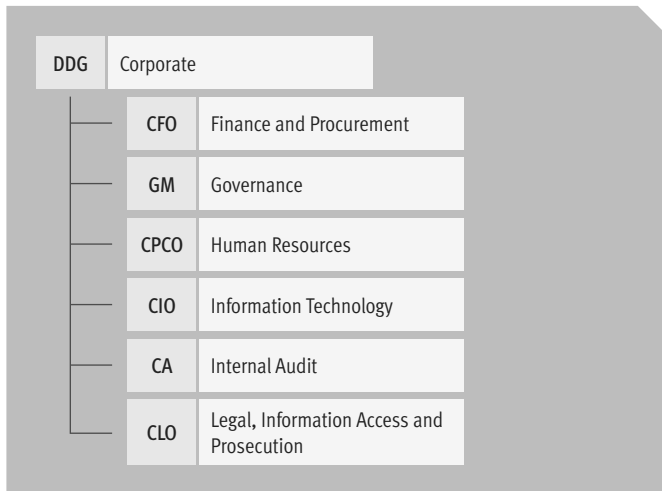 DDG Corporate
CFO Finance and Procurement
GM Governance
CPCO Human Resources
CIO Information Technology
CA Internal Audit
CLO Legal, Information Access and
Prosecution